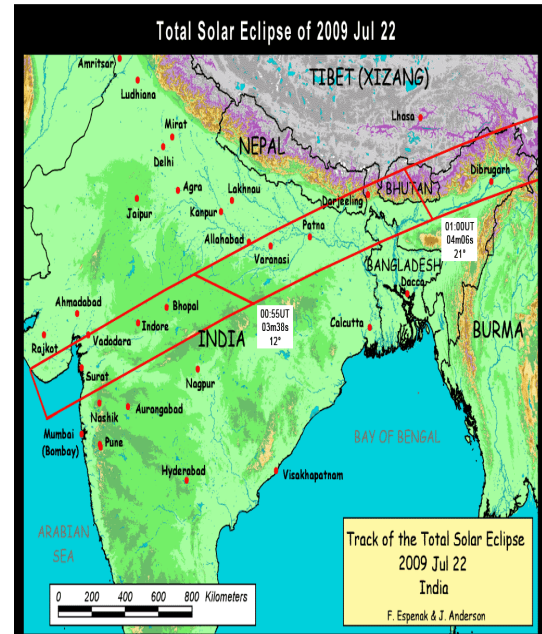 Total Solar Eclipse of 2009 Jul 22
Amritsar
TIBET (XIZANG)
Ludhiana
Lhasa
Mirat
NEPAL
Delhi
Dibrugarh
Agra
BHUTAN
Lakhnau
Darjeeling
Jaipur
Kanpur
Patna
01:00UT
04m06s
21°
Allahabad
Varanasi
BANGLADESH
Dacca
Ahmadabad
Bhopal
00:55UT
03m38s
12°
Indore
INDIA
Calcutta
BURMA
Rajkot
Vadodara
Surat
Nagpur
Nashik
Aurangabad
Mumbai
(Bombay)
Pune
BAY OF BENGAL
Hyderabad
Visakhapatnam
ARABIAN
SEA
Track of the Total Solar Eclipse
2009 Jul 22
India
F. Espenak & J. Anderson
0 200 400 600 800 Kilometers